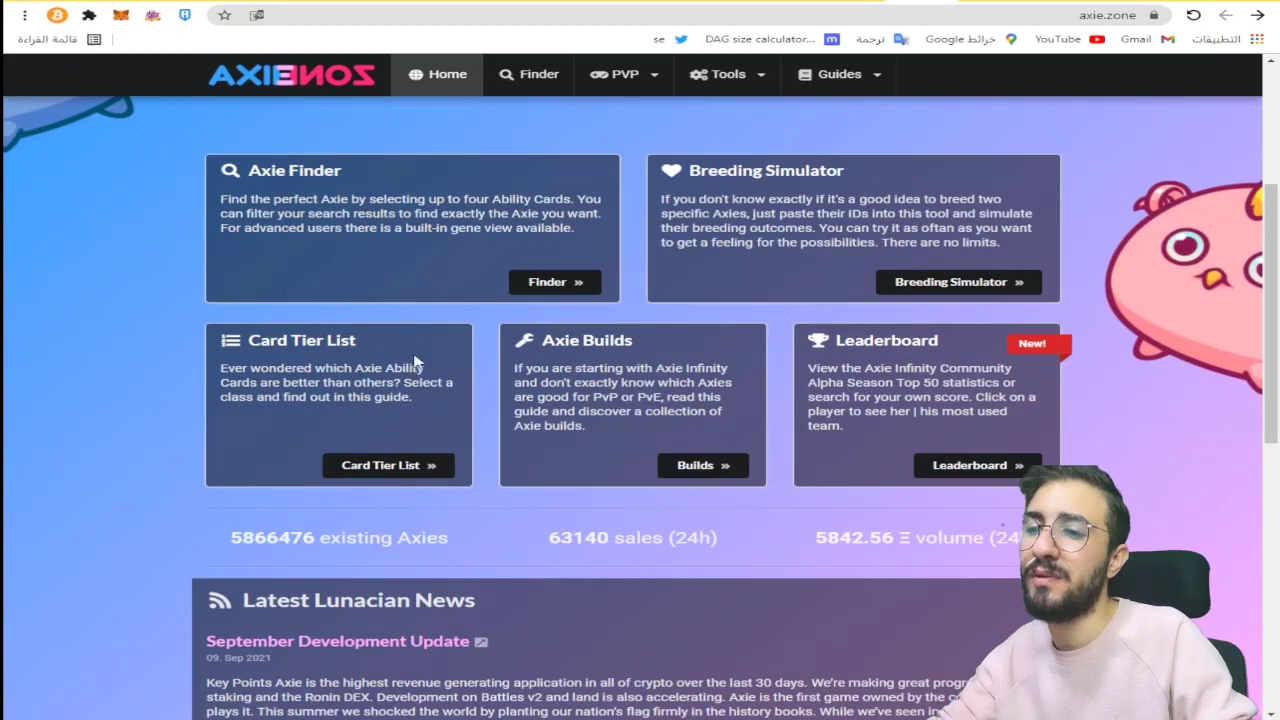 axie.zone
قائمة القراءة
se
DAG size calculator...
ترجمة
خرائط Google
YouTube
Gmail
التطبيقات
AXIE ZONE
Home
Finder
PVP
Tools
Guides
Axie Finder
Find the perfect Axie by selecting up to four Ability Cards. You
can filter your search results to find exactly the Axie you want.
For advanced users there is a built-in gene view available.
Finder »
Breeding Simulator
If you don't know exactly if it's a good idea to breed two
specific Axies, just paste their IDs into this tool and simulate
their breeding outcomes. You can try it as oftan as you want
to get a feeling for the possibilities. There are no limits.
Breeding Simulator »
Card Tier List
Ever wondered which Axie Ability
Cards are better than others? Select a
class and find out in this guide.
Card Tier List »
Axie Builds
If you are starting with Axie Infinity
and don't exactly know which Axies
are good for PvP or PvE, read this
guide and discover a collection of
Axie builds.
Builds »
Leaderboard
New!
View the Axie Infinity Community
Alpha Season Top 50 statistics or
search for your own score. Click on a
player to see her | his most used
team.
Leaderboard »
5866476 existing Axies
63140 sales (24h)
5842.56 Ξ volume (24
Latest Lunacian News
September Development Update
09. Sep 2021
Key Points Axie is the highest revenue generating application in all of crypto over the last 30 days. We're making great
staking and the Ronin DEX. Development on Battles v2 and land is also accelerating. Axie is the first game owned by the
plays it. This summer we shocked the world by planting our nation's flag firmly in the history books. While we've seen